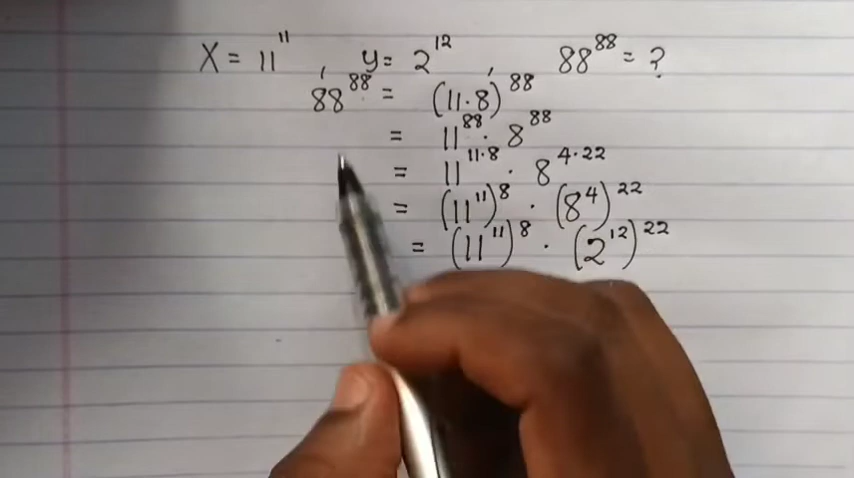 X = 11^11, y = 2^12, 88^88 = ?
88^88 = (11·8)^88
= 11^88 · 8^88
= 11^11·8 · 8^4·22
= (11^11)^8 · (8^4)^22
= (11^11)^8 · (2^12)^22